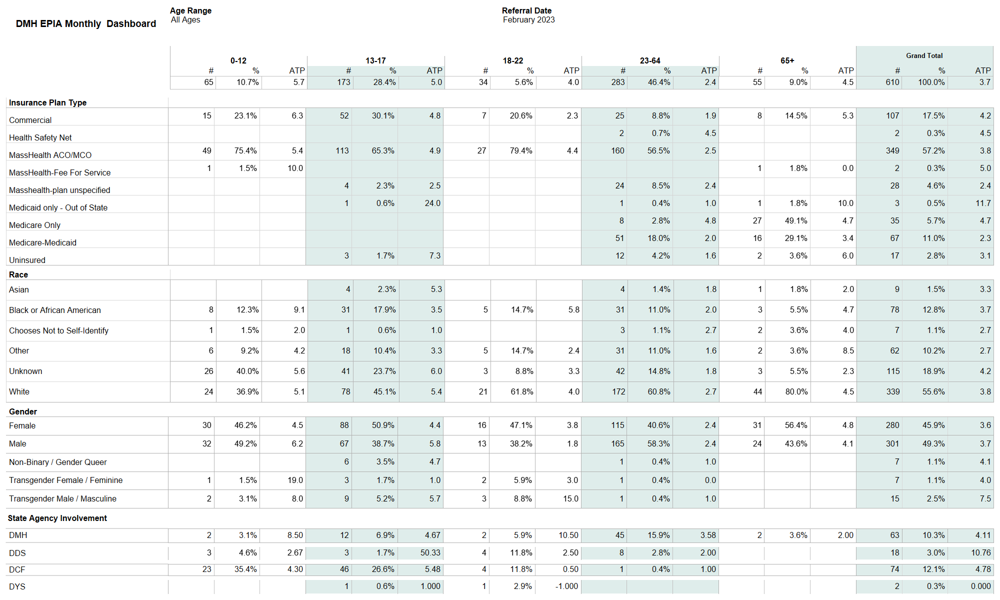 Age Range
Referral Date
DMH EPIA Monthly  Dashboard
All Ages
February 2023
Grand Total
0-12 13-17 18-22 23-64 65+
# % ATP # % ATP # % ATP # % ATP # % ATP # % ATP
65 10.7% 5.7 173 28.4% 5.0 34 5.6% 4.0 283 46.4% 2.4 55 9.0% 4.5 610 100.0% 3.7
Insurance Plan Type
Commercial 15 23.1% 6.3 52 30.1% 4.8 7 20.6% 2.3 25 8.8% 1.9 8 14.5% 5.3 107 17.5% 4.2
Health Safety Net 2 0.7% 4.5 2 0.3% 4.5
MassHealth ACO/MCO 49 75.4% 5.4 113 65.3% 4.9 27 79.4% 4.4 160 56.5% 2.5 349 57.2% 3.8
MassHealth-Fee For Service 1 1.5% 10.0 1 1.8% 0.0 2 0.3% 5.0
Masshealth-plan unspecified 4 2.3% 2.5 24 8.5% 2.4 28 4.6% 2.4
Medicaid only - Out of State 1 0.6% 24.0 1 0.4% 1.0 1 1.8% 10.0 3 0.5% 11.7
Medicare Only 8 2.8% 4.8 27 49.1% 4.7 35 5.7% 4.7
Medicare-Medicaid 51 18.0% 2.0 16 29.1% 3.4 67 11.0% 2.3
Uninsured 3 1.7% 7.3 12 4.2% 1.6 2 3.6% 6.0 17 2.8% 3.1
Race
Asian 4 2.3% 5.3 4 1.4% 1.8 1 1.8% 2.0 9 1.5% 3.3
Black or African American 8 12.3% 9.1 31 17.9% 3.5 5 14.7% 5.8 31 11.0% 2.0 3 5.5% 4.7 78 12.8% 3.7
Chooses Not to Self-Identify 1 1.5% 2.0 1 0.6% 1.0 3 1.1% 2.7 2 3.6% 4.0 7 1.1% 2.7
Other 6 9.2% 4.2 18 10.4% 3.3 5 14.7% 2.4 31 11.0% 1.6 2 3.6% 8.5 62 10.2% 2.7
Unknown 26 40.0% 5.6 41 23.7% 6.0 3 8.8% 3.3 42 14.8% 1.8 3 5.5% 2.3 115 18.9% 4.2
White 24 36.9% 5.1 78 45.1% 5.4 21 61.8% 4.0 172 60.8% 2.7 44 80.0% 4.5 339 55.6% 3.8
Gender
Female 30 46.2% 4.5 88 50.9% 4.4 16 47.1% 3.8 115 40.6% 2.4 31 56.4% 4.8 280 45.9% 3.6
Male 32 49.2% 6.2 67 38.7% 5.8 13 38.2% 1.8 165 58.3% 2.4 24 43.6% 4.1 301 49.3% 3.7
Non-Binary / Gender Queer 6 3.5% 4.7 1 0.4% 1.0 7 1.1% 4.1
Transgender Female / Feminine 1 1.5% 19.0 3 1.7% 1.0 2 5.9% 3.0 1 0.4% 0.0 7 1.1% 4.0
Transgender Male / Masculine 2 3.1% 8.0 9 5.2% 5.7 3 8.8% 15.0 1 0.4% 1.0 15 2.5% 7.5
State Agency Involvement
DMH 2 3.1% 8.50 12 6.9% 4.67 2 5.9% 10.50 45 15.9% 3.58 2 3.6% 2.00 63 10.3% 4.11
DDS 3 4.6% 2.67 3 1.7% 50.33 4 11.8% 2.50 8 2.8% 2.00 18 3.0% 10.76
DCF 23 35.4% 4.30 46 26.6% 5.48 4 11.8% 0.50 1 0.4% 1.00 74 12.1% 4.78
DYS 1 0.6% 1.000 1 2.9% -1.000 2 0.3% 0.000